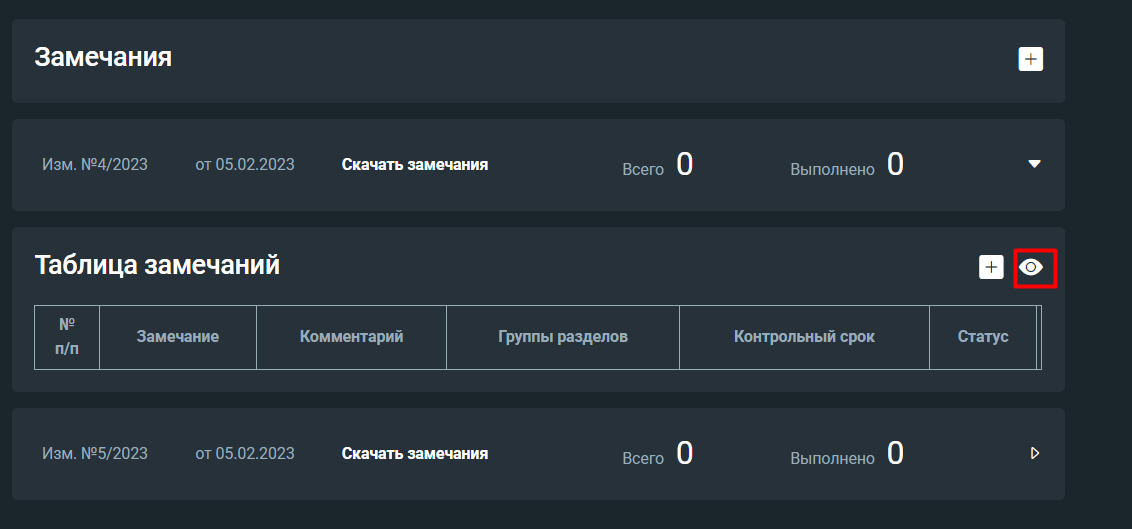 Замечания
Изм. №4/2023 от 05.02.2023 Скачать замечания Всего 0 Выполнено 0
Таблица замечаний
№ п/п Замечание Комментарий Группы разделов Контрольный срок Статус
Изм. №5/2023 от 05.02.2023 Скачать замечания Всего 0 Выполнено 0